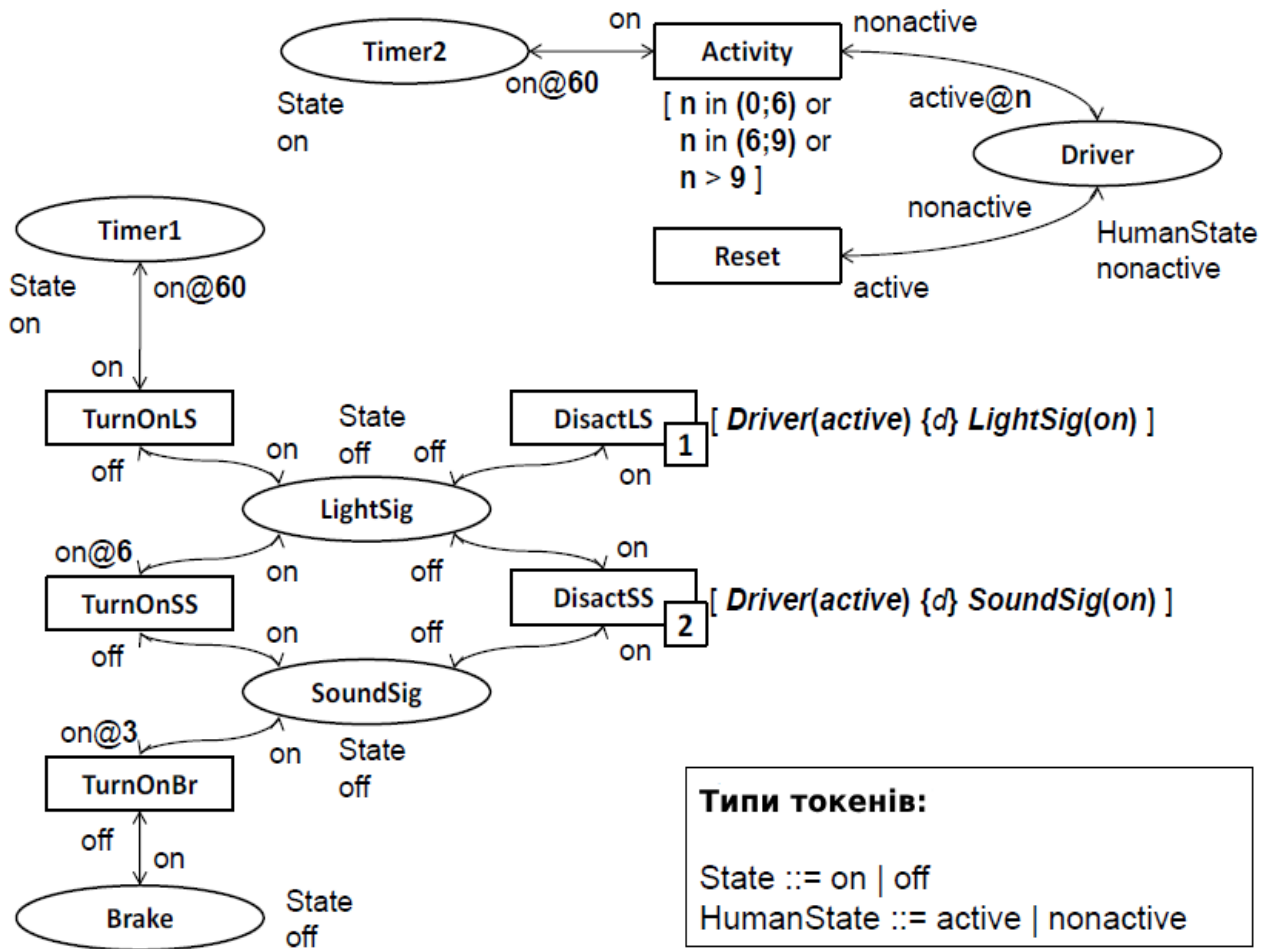 Timer2
on
Activity
nonactive
State
on
on@60
[ n in (0;6) or
n in (6;9) or
n > 9 ]
active@n
Driver
nonactive
Reset
active
HumanState
nonactive
Timer1
State
on
on@60
on
TurnOnLS
off
on
State
off
off
DisactLS
1
[ Driver(active) {d} LightSig(on) ]
on
LightSig
on@6
on
off
on
TurnOnSS
off
on
off
DisactSS
2
[ Driver(active) {d} SoundSig(on) ]
on
SoundSig
on@3
on
State
off
TurnOnBr
off
on
Brake
State
off
Типи токенів:
State ::= on | off
HumanState ::= active | nonactive